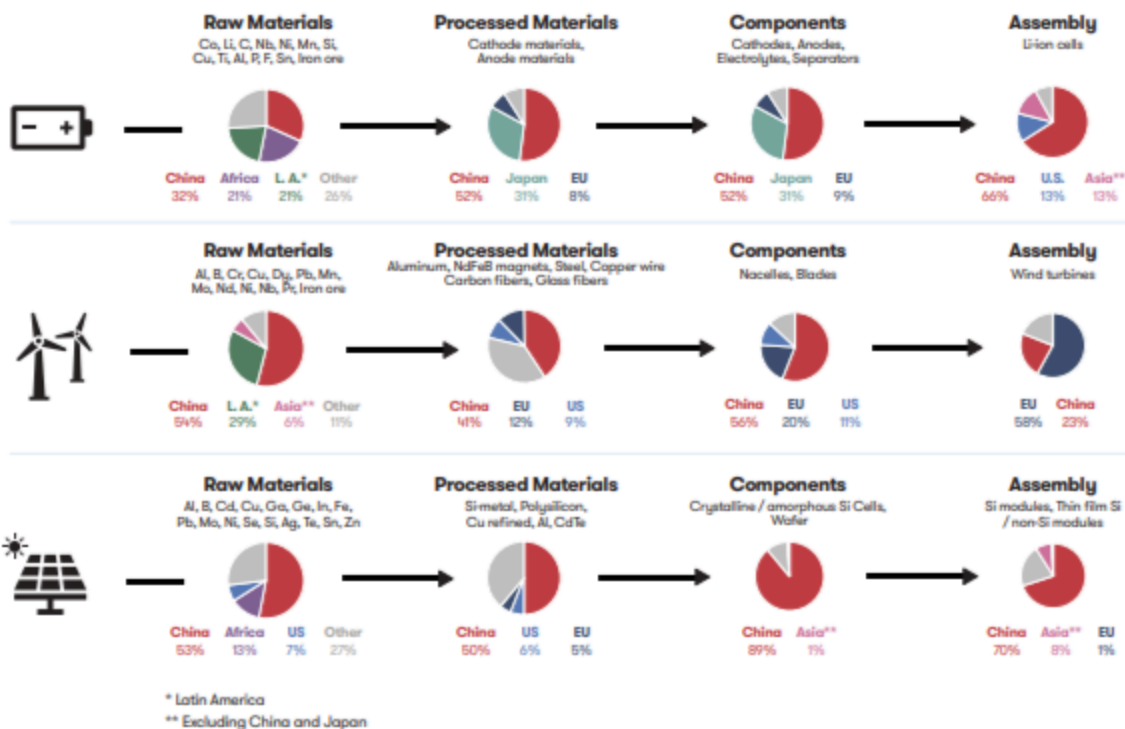 Raw Materials
Co, Li, C, Nb, Ni, Mn, Si,
Cu, Ti, Al, P, F, Sn, Iron ore
Processed Materials
Cathode materials,
Anode materials
Components
Cathodes, Anodes,
Electrolytes, Separators
Assembly
Li-ion cells
China Africa L. A.* Other
32% 21% 21% 26%
China Japan EU
52% 31% 8%
China Japan EU
52% 31% 9%
China U.S. Asia**
66% 13% 13%
Raw Materials
Al, B, Cr, Cu, Dy, Pb, Mn,
Mo, Nd, Ni, Nb, Pr, Iron ore
Processed Materials
Aluminum, NdFeB magnets, Steel, Copper wire
Carbon fibers, Glass fibers
Components
Nacelles, Blades
Assembly
Wind turbines
China L. A.* Asia** Other
54% 29% 6% 11%
China EU US
41% 12% 9%
China EU US
56% 20% 11%
EU China
58% 23%
Raw Materials
Al, B, Cd, Cu, Ga, Ge, In, Fe,
Pb, Mo, Ni, Se, Si, Ag, Te, Sn, Zn
Processed Materials
Si-metal, Polysilicon,
Cu refined, Al, CdTe
Components
Crystalline / amorphous Si Cells,
Wafer
Assembly
Si modules, Thin film Si
/ non-Si modules
China Africa US Other
53% 13% 7% 27%
China US EU
50% 6% 5%
China Asia**
89% 1%
China Asia** EU
70% 8% 1%
* Latin America
** Excluding China and Japan